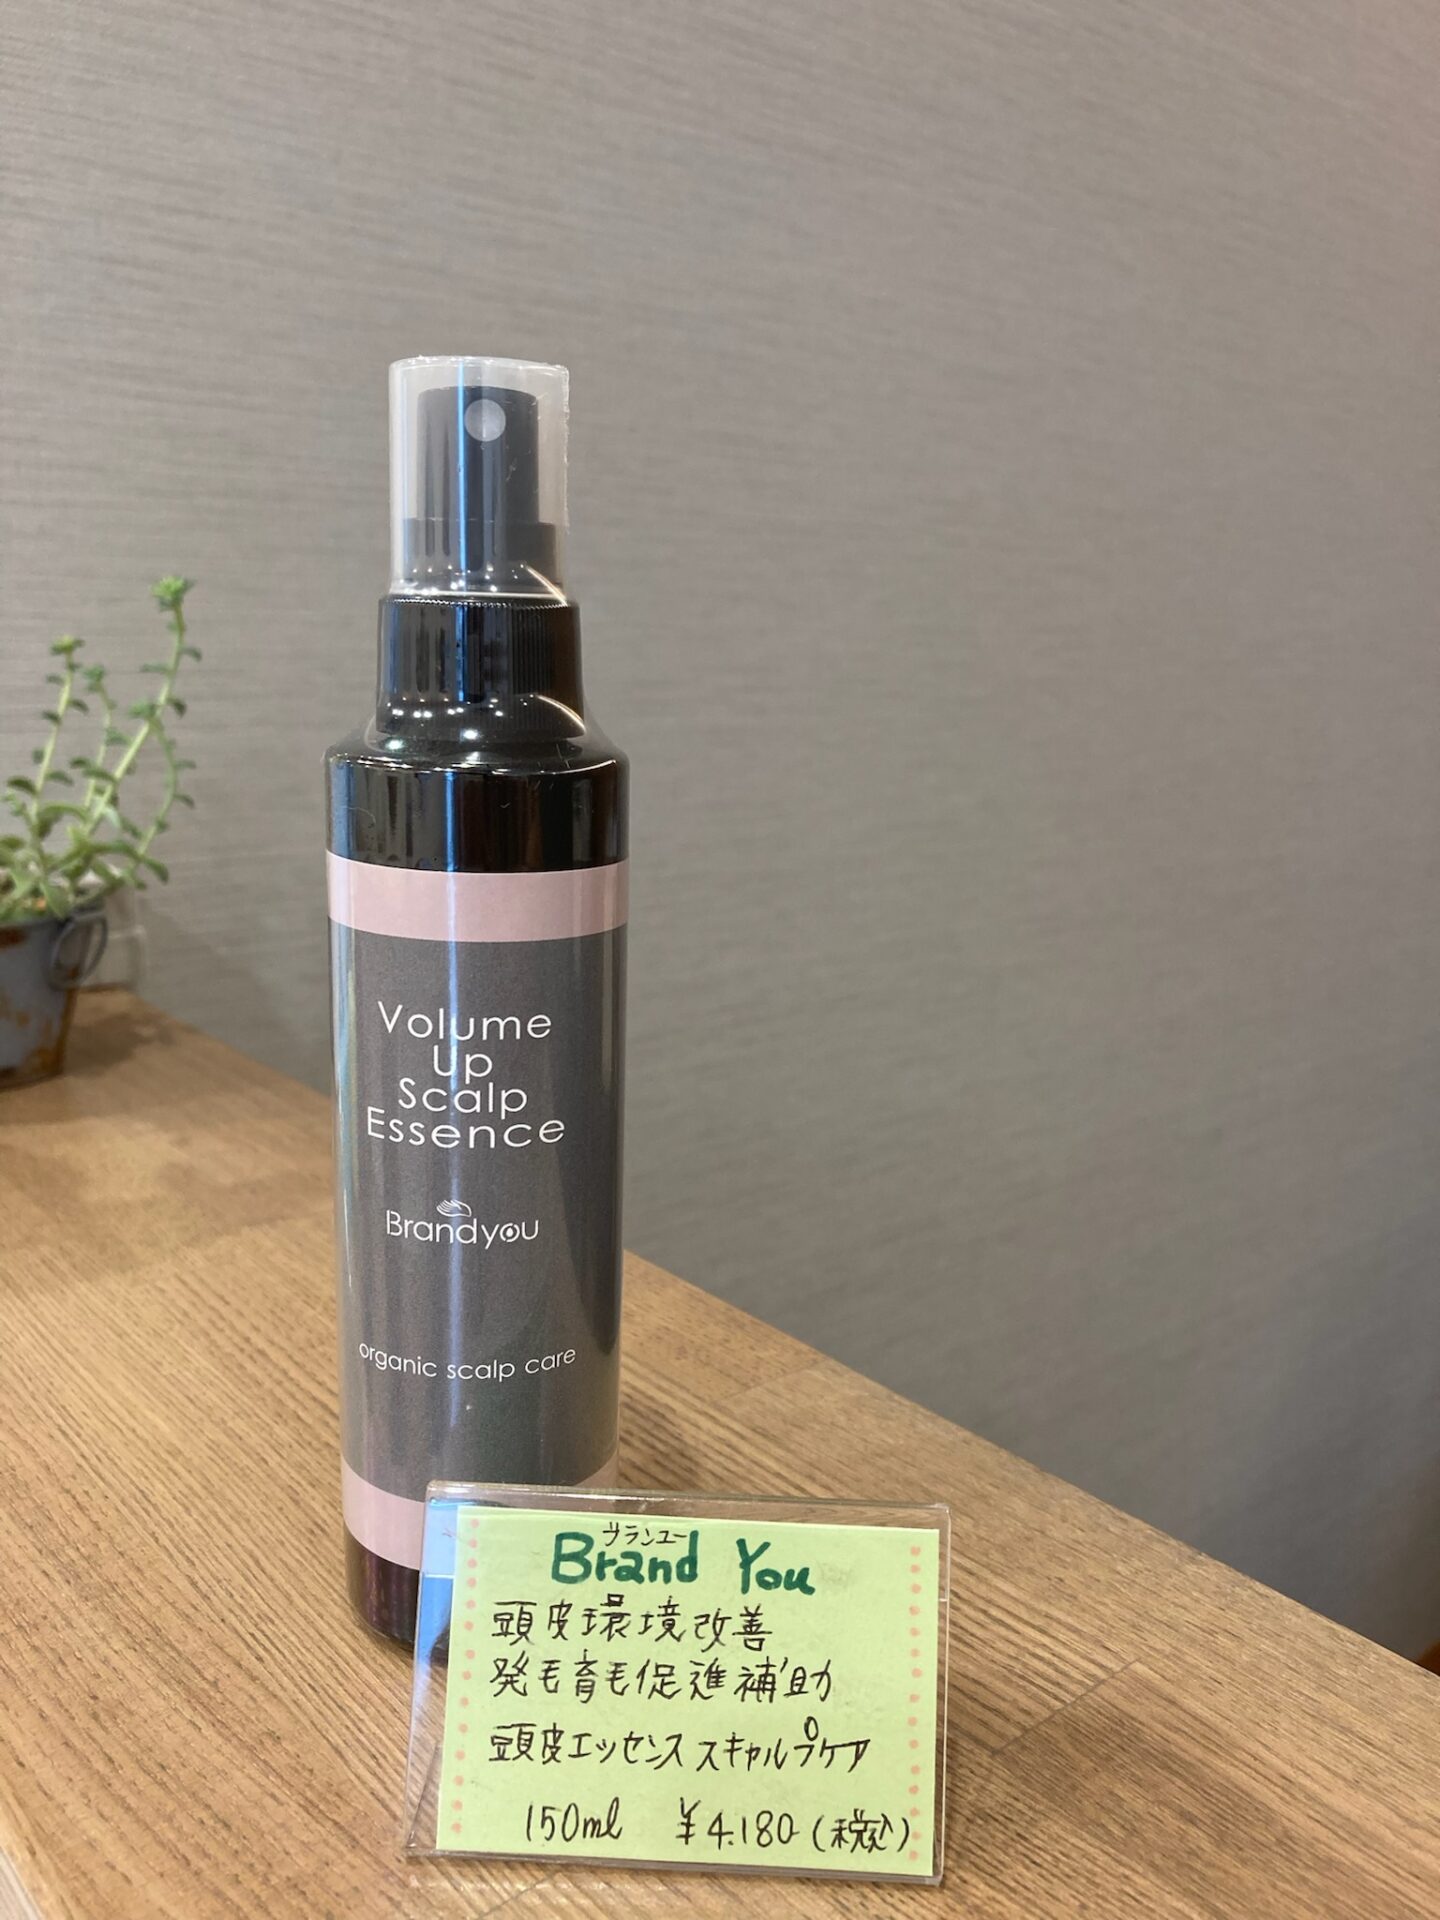 Volume
Up
Scalp
Essence
Brandyou
organic scalp care
サランユー
Brand You
頭皮環境改善
発毛育毛促進補助
頭皮エッセンススキャルプケア
150ml ¥4.180-(税込)